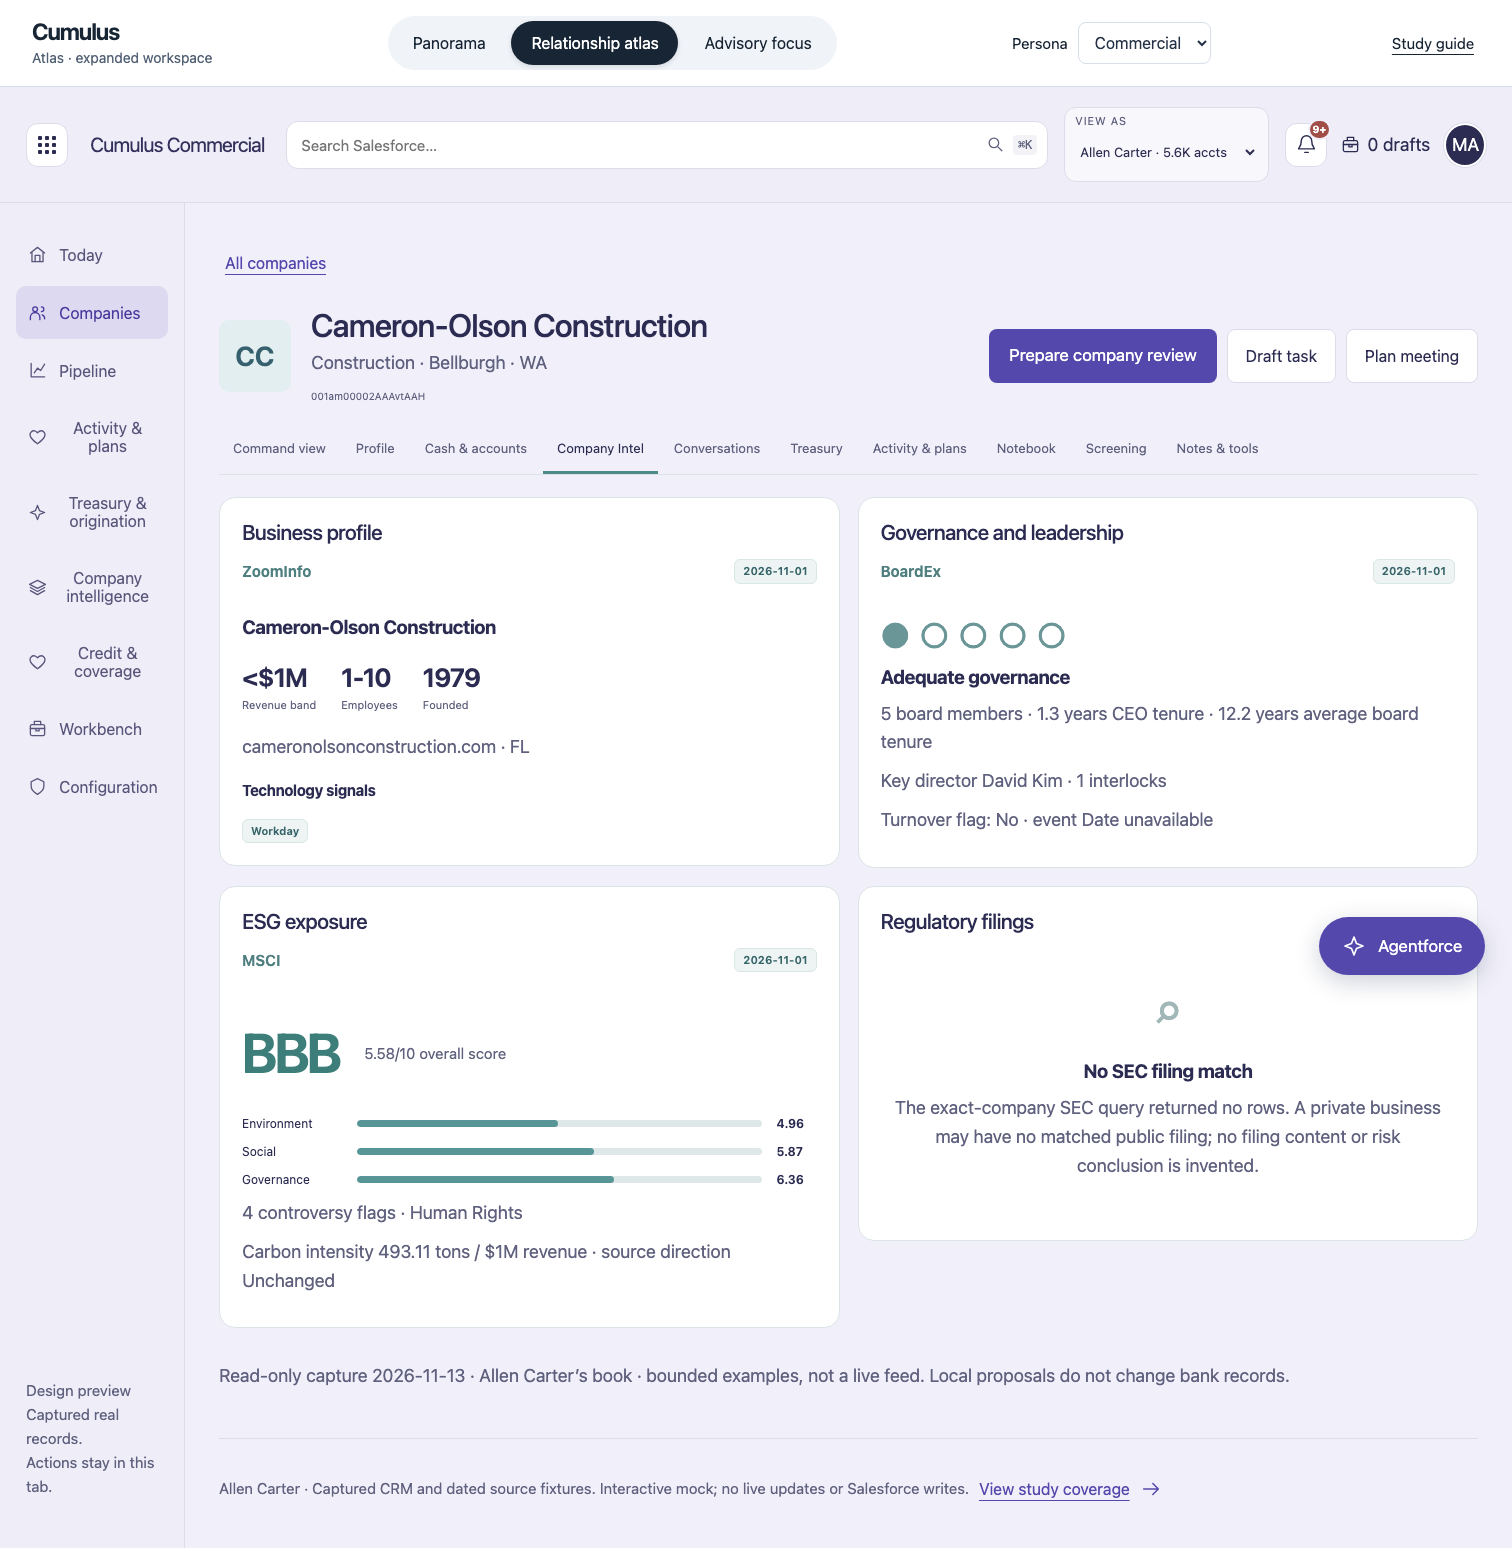 Cumulus
Atlas · expanded workspace
Panorama
Relationship atlas
Advisory focus
Persona
Commercial
Study guide
Cumulus Commercial
Search Salesforce...
⌘K
VIEW AS
Allen Carter · 5.6K accts
9+
0 drafts
MA
Today
Companies
Pipeline
Activity &
plans
Treasury &
origination
Company
intelligence
Credit &
coverage
Workbench
Configuration
Design preview
Captured real
records.
Actions stay in this
tab.
All companies
CC
Cameron-Olson Construction
Construction · Bellburgh · WA
001am00002AAAvtAAH
Prepare company review
Draft task
Plan meeting
Command view
Profile
Cash & accounts
Company Intel
Conversations
Treasury
Activity & plans
Notebook
Screening
Notes & tools
Business profile
ZoomInfo
2026-11-01
Cameron-Olson Construction
<$1M
Revenue band
1-10
Employees
1979
Founded
cameronolsonconstruction.com · FL
Technology signals
Workday
Governance and leadership
BoardEx
2026-11-01
Adequate governance
5 board members · 1.3 years CEO tenure · 12.2 years average board
tenure
Key director David Kim · 1 interlocks
Turnover flag: No · event Date unavailable
ESG exposure
MSCI
2026-11-01
BBB
5.58/10 overall score
Environment 4.96
Social 5.87
Governance 6.36
4 controversy flags · Human Rights
Carbon intensity 493.11 tons / $1M revenue · source direction
Unchanged
Regulatory filings
Agentforce
No SEC filing match
The exact-company SEC query returned no rows. A private business
may have no matched public filing; no filing content or risk
conclusion is invented.
Read-only capture 2026-11-13 · Allen Carter’s book · bounded examples, not a live feed. Local proposals do not change bank records.
Allen Carter · Captured CRM and dated source fixtures. Interactive mock; no live updates or Salesforce writes.
View study coverage